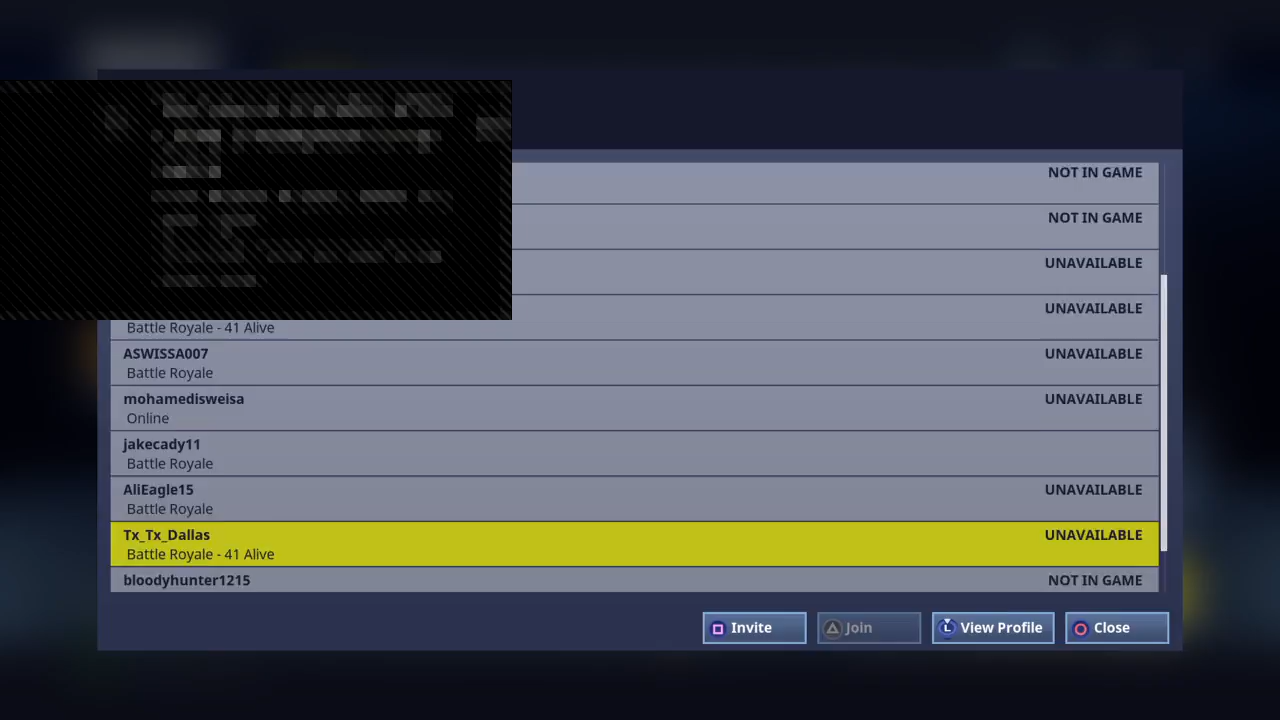 NOT IN GAME
NOT IN GAME
UNAVAILABLE
UNAVAILABLE
Battle Royale - 41 Alive
ASWISSA007 UNAVAILABLE
Battle Royale
mohamedisweisa UNAVAILABLE
Online
jakecady11
Battle Royale
AliEagle15 UNAVAILABLE
Battle Royale
Tx_Tx_Dallas UNAVAILABLE
Battle Royale - 41 Alive
bloodyhunter1215 NOT IN GAME
Invite Join L View Profile Close